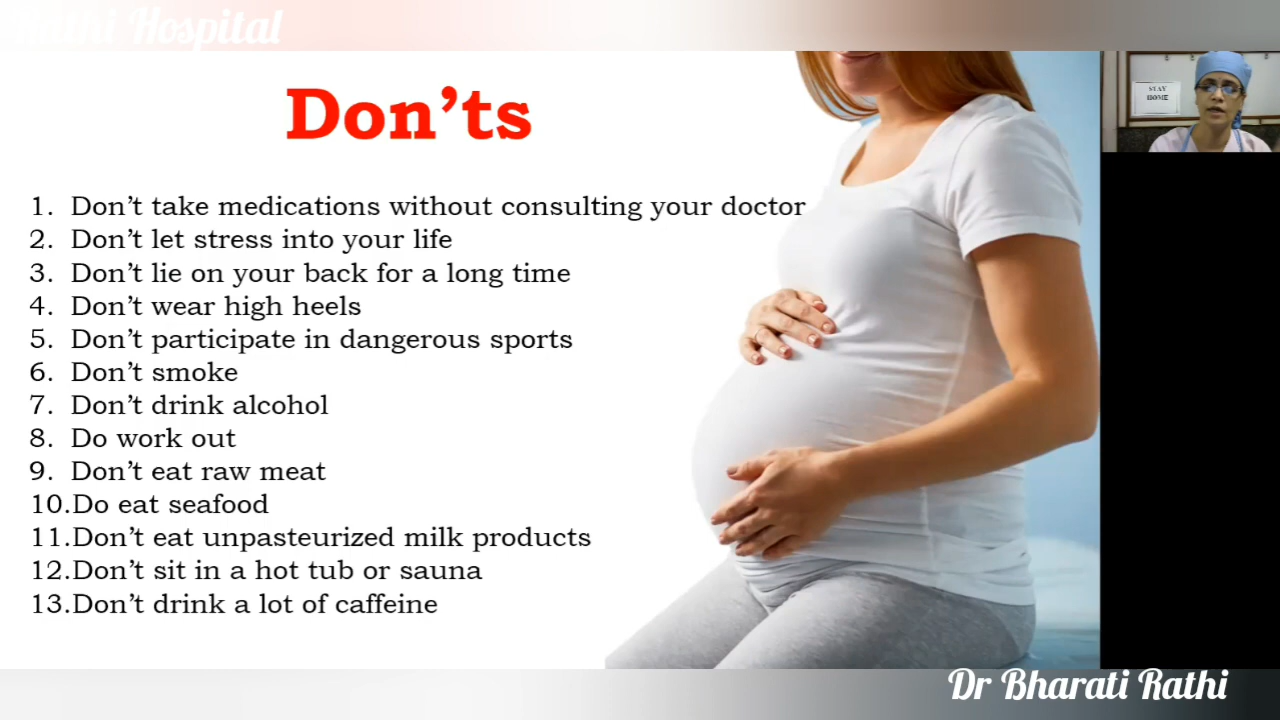 Rathi Hospital
Don'ts
1. Don't take medications without consulting your doctor
2. Don't let stress into your life
3. Don't lie on your back for a long time
4. Don't wear high heels
5. Don't participate in dangerous sports
6. Don't smoke
7. Don't drink alcohol
8. Do work out
9. Don't eat raw meat
10.Do eat seafood
11.Don't eat unpasteurized milk products
12.Don't sit in a hot tub or sauna
13.Don't drink a lot of caffeine
STAY
HOME
Dr Bharati Rathi